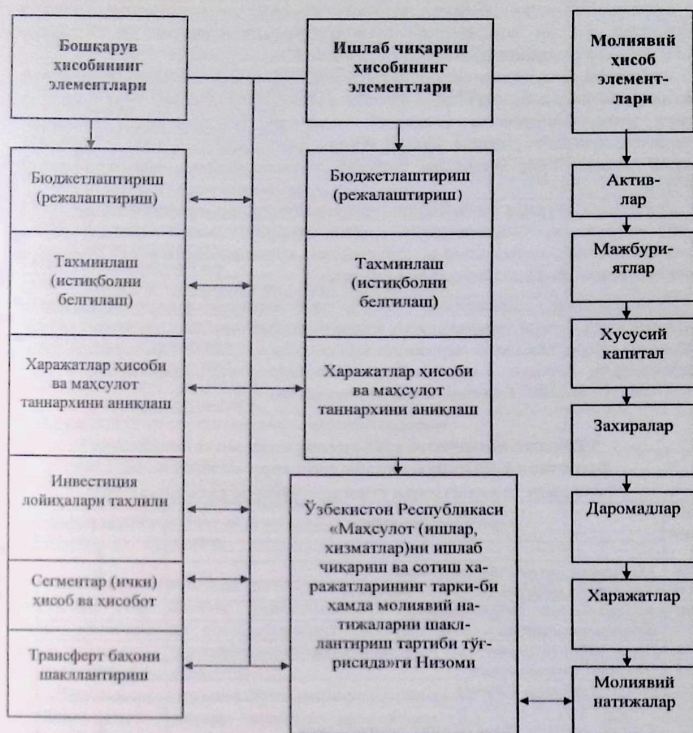 Бошқарув
ҳисобининг
элементлари
Бюджетлаштириш
(режалаштириш)
Тахминлаш
(истиқболни
белгилаш)
Харажатлар ҳисоби
ва маҳсулот
таннархини аниқлаш
Инвестиция
лойиҳалари таҳлили
Сегментар (ички)
ҳисоб ва ҳисобот
Трансферт баҳони
шакллантириш
Ишлаб чиқариш
ҳисобининг
элементлари
Бюджетлаштириш
(режалаштириш)
Тахминлаш
(истиқболни
белгилаш)
Харажатлар ҳисоби
ва маҳсулот
таннархини аниқлаш
Ўзбекистон Республикаси
«Маҳсулот (ишлар,
хизматлар)ни ишлаб
чиқариш ва сотиш ха-
ражатларининг тарки-би
ҳамда молиявий на-
тижаларни шакл-
лантириш тартиби тўғ-
рисида»ги Низоми
Молиявий
ҳисоб
элемент-
лари
Актив-
лар
Мажбури-
ятлар
Хусусий
капитал
Захиралар
Даромадлар
Харажатлар
Молиявий
натижалар